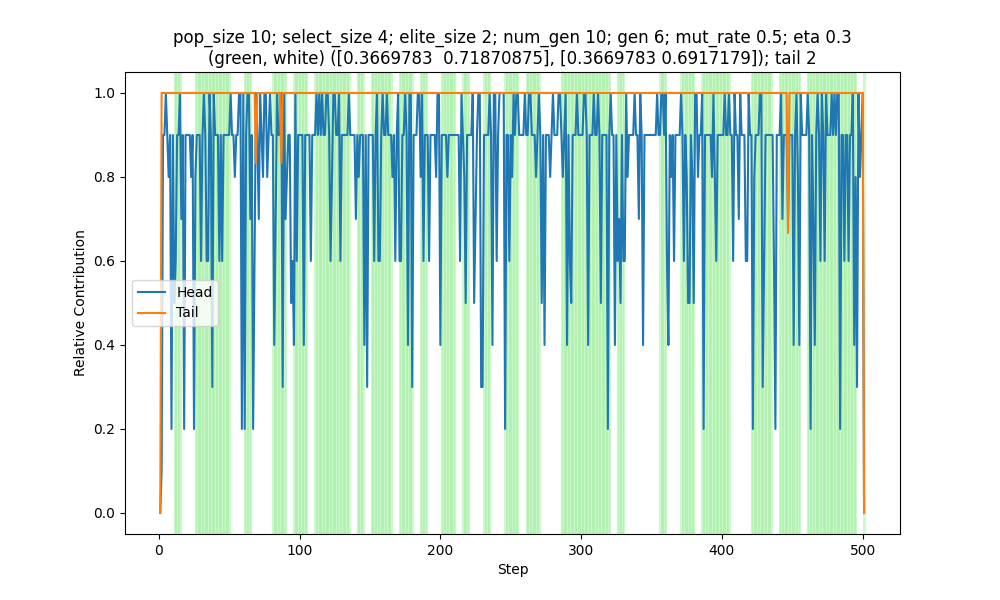 pop_size 10; select_size 4; elite_size 2; num_gen 10; gen 6; mut_rate 0.5; eta 0.3
(green, white) ([0.3669783  0.71870875], [0.3669783 0.6917179]); tail 2
1.0
0.8
0.6
0.4
0.2
0.0
Relative Contribution
Head
Tail
0
100
200
300
400
500
Step